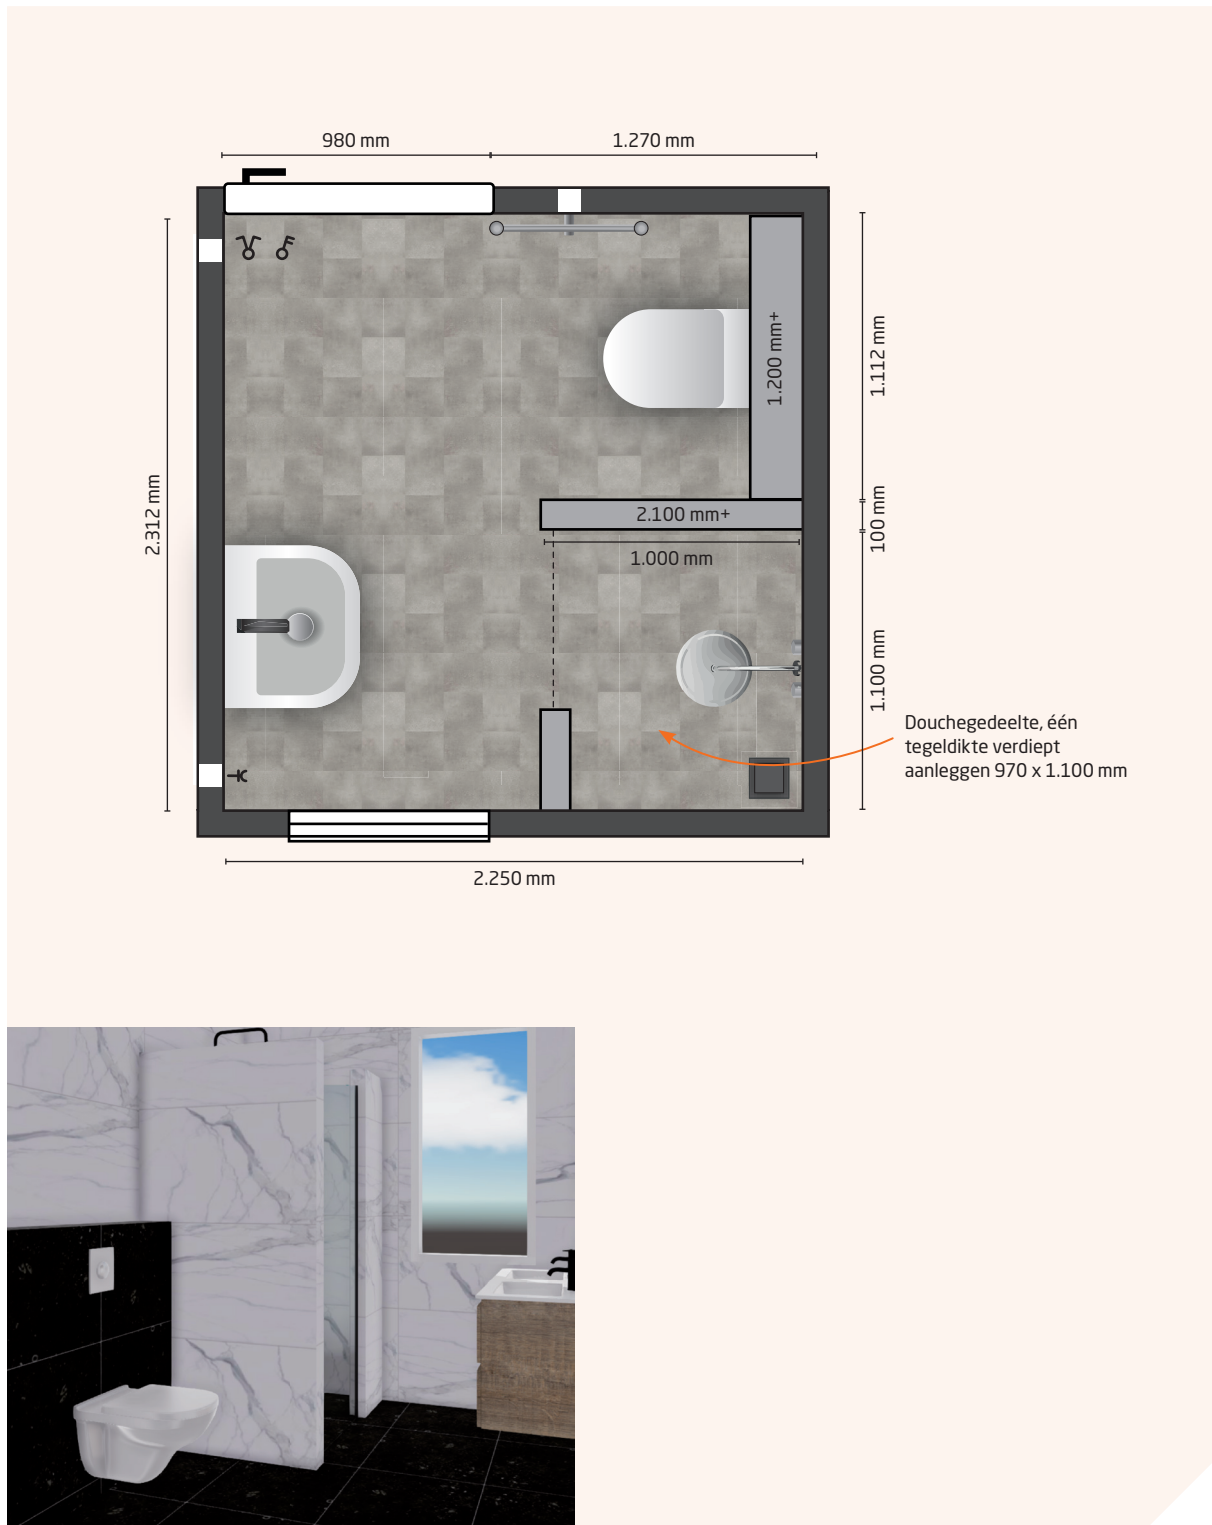 980 mm
1.270 mm
2.312 mm
1.200 mm+
1.112 mm
2.100 mm+
100 mm
1.000 mm
1.100 mm
Douchegedeelte, één
tegeldikte verdiept
aanleggen 970 x 1.100 mm
2.250 mm